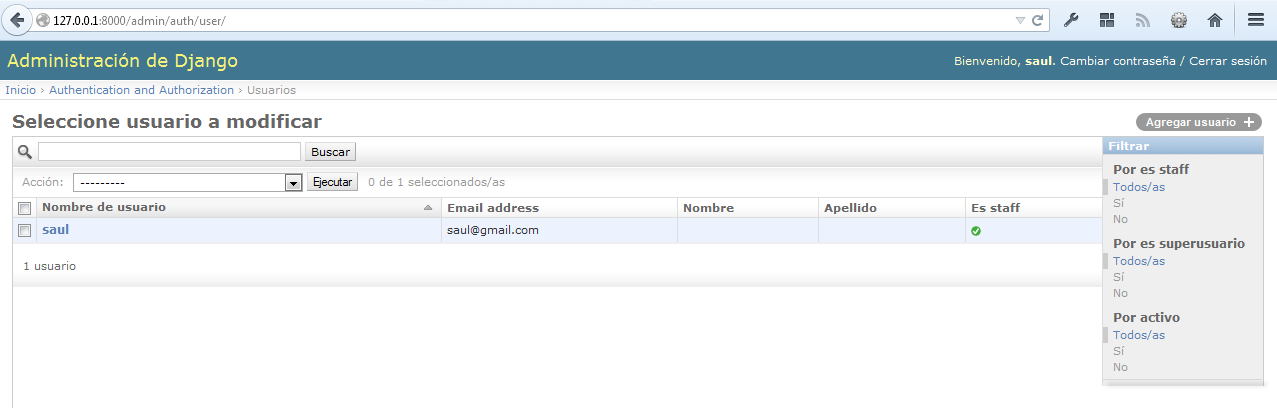 127.0.0.1:8000/admin/auth/user/
Administración de Django
Bienvenido, saul. Cambiar contraseña / Cerrar sesión
Inicio › Authentication and Authorization › Usuarios
Seleccione usuario a modificar
Agregar usuario +
Buscar
Filtrar
Acción: --------- Ejecutar 0 de 1 seleccionados/as
Nombre de usuario Email address Nombre Apellido Es staff
saul saul@gmail.com
1 usuario
Por es staff
Todos/as
Sí
No
Por es superusuario
Todos/as
Sí
No
Por activo
Todos/as
Sí
No